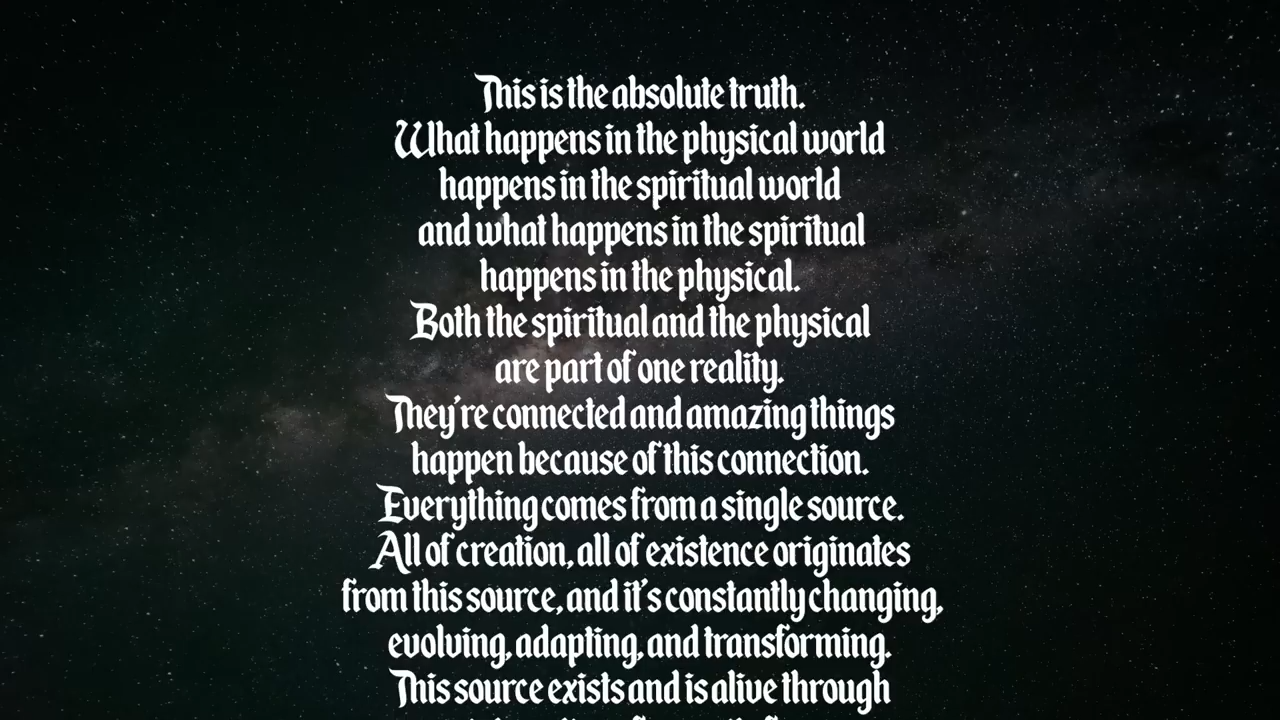 This is the absolute truth.
What happens in the physical world
happens in the spiritual world
and what happens in the spiritual
happens in the physical.
Both the spiritual and the physical
are part of one reality.
They're connected and amazing things
happen because of this connection.
Everything comes from a single source.
All of creation, all of existence originates
from this source, and it's constantly changing,
evolving, adapting, and transforming.
This source exists and is alive through